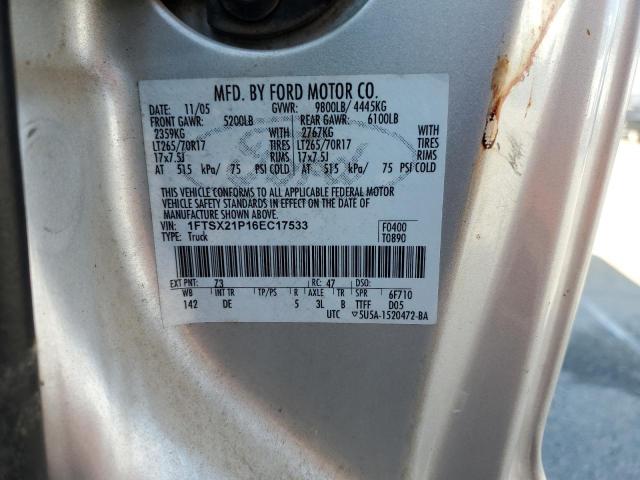 MFD. BY FORD MOTOR CO.
DATE: 11/05 GVWR: 9800LB/ 4445KG
FRONT GAWR: 5200LB REAR GAWR: 6100LB
2359KG WITH 2767KG WITH
LT265/70R17 TIRES LT265/70R17 TIRES
17x7.5J RIMS 17x7.5J RIMS
AT 515 kPa/ 75 PSI COLD AT 515 kPa/ 75 PSI COLD
THIS VEHICLE CONFORMS TO ALL APPLICABLE FEDERAL MOTOR
VEHICLE SAFETY STANDARDS IN EFFECT ON THE DATE OF
MANUFACTURE SHOWN ABOVE.
VIN: 1FTSX21P16EC17533 F0400
TYPE: Truck T0890
EXT PNT: Z3 RC: 47 DSO:
WB INT TR TP/PS R AXLE TR SPR 6F710
142 DE 5 3L B TTFF D05
UTC ▽5U5A-1520472-BA
Ford